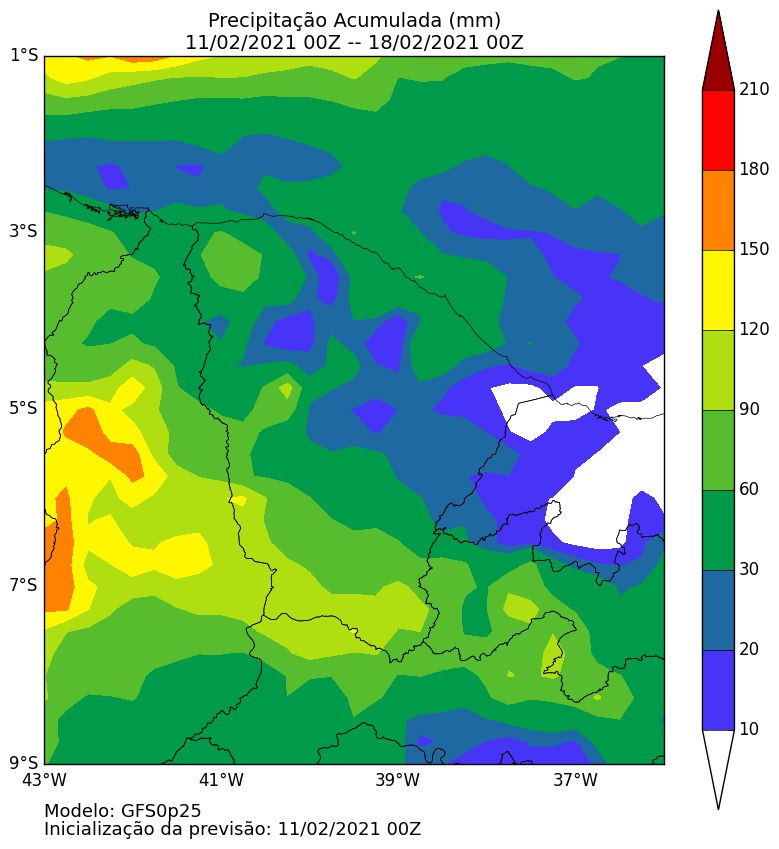 Precipitação Acumulada (mm)
11/02/2021 00Z -- 18/02/2021 00Z
1°S
3°S
5°S
7°S
9°S
43°W
41°W
39°W
37°W
210
180
150
120
90
60
30
20
10
Modelo: GFS0p25
Inicialização da previsão: 11/02/2021 00Z